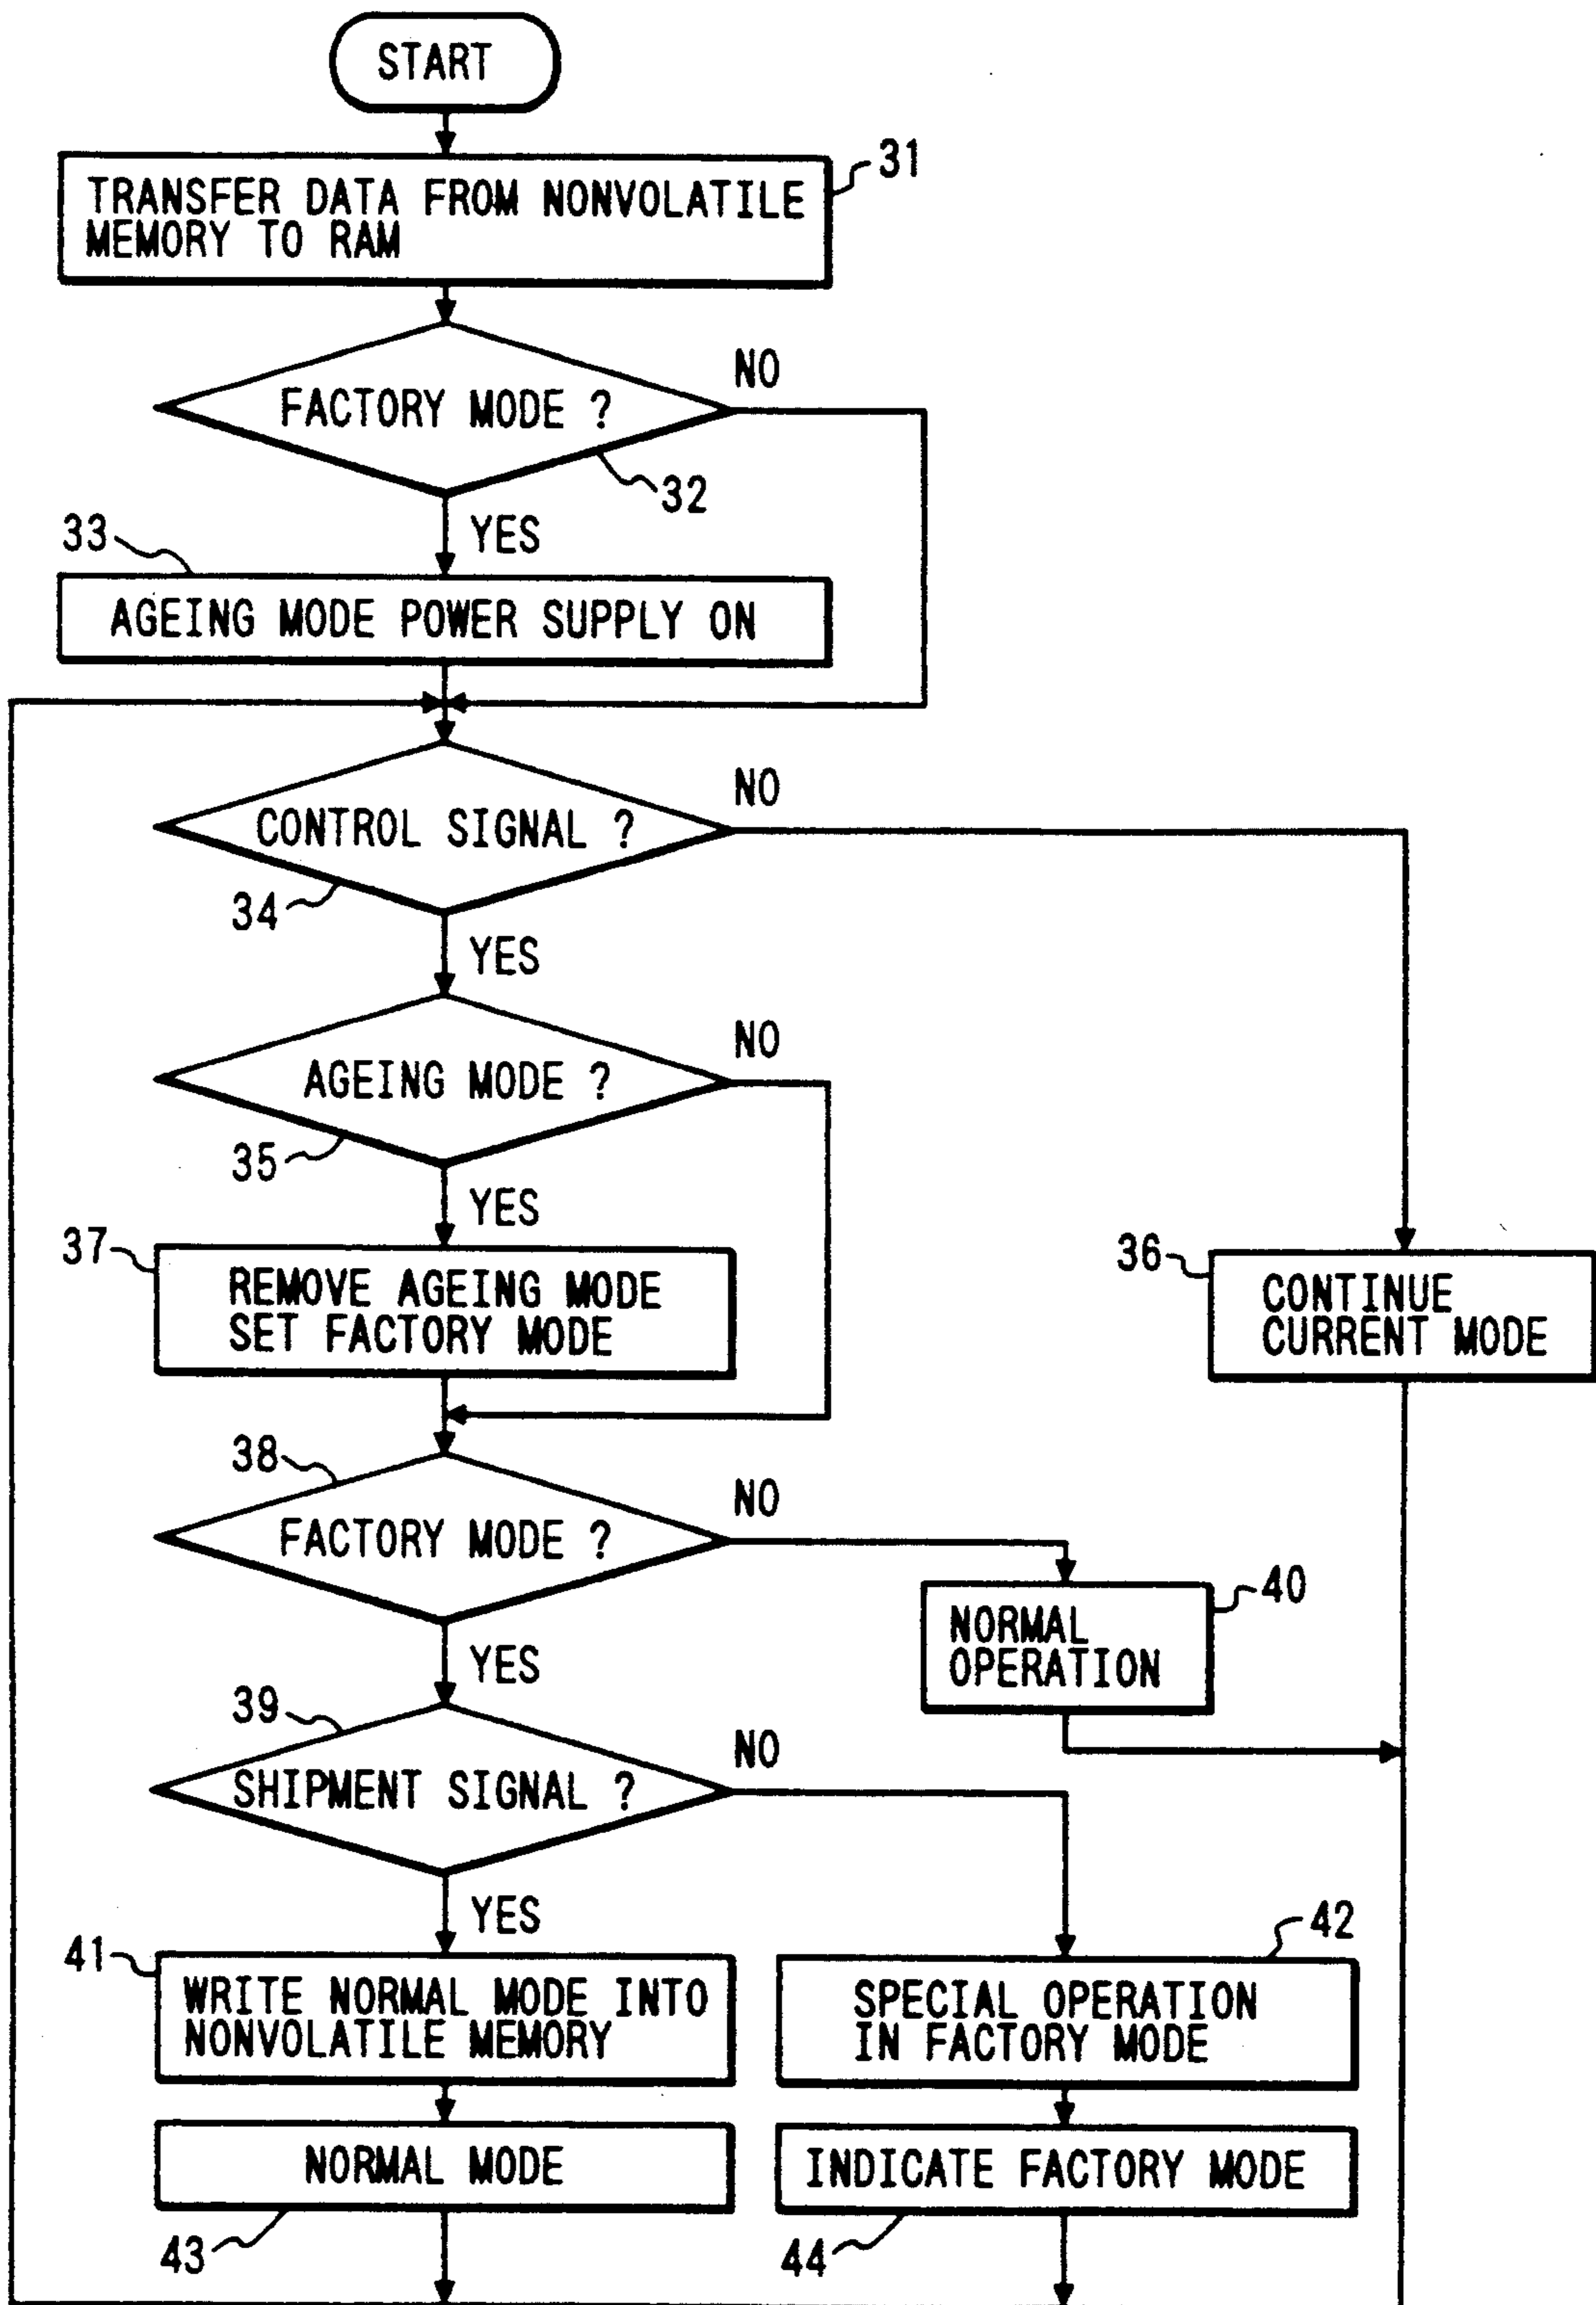 START
31
TRANSFER DATA FROM NONVOLATILE
MEMORY TO RAM
NO
FACTORY MODE ?
32
YES
33
AGEING MODE POWER SUPPLY ON
NO
CONTROL SIGNAL ?
34
YES
NO
AGEING MODE ?
35
YES
37
REMOVE AGEING MODE
SET FACTORY MODE
36
CONTINUE
CURRENT MODE
38
NO
FACTORY MODE ?
40
NORMAL
OPERATION
YES
39
NO
SHIPMENT SIGNAL ?
YES
41
WRITE NORMAL MODE INTO
NONVOLATILE MEMORY
42
SPECIAL OPERATION
IN FACTORY MODE
NORMAL MODE
43
INDICATE FACTORY MODE
44